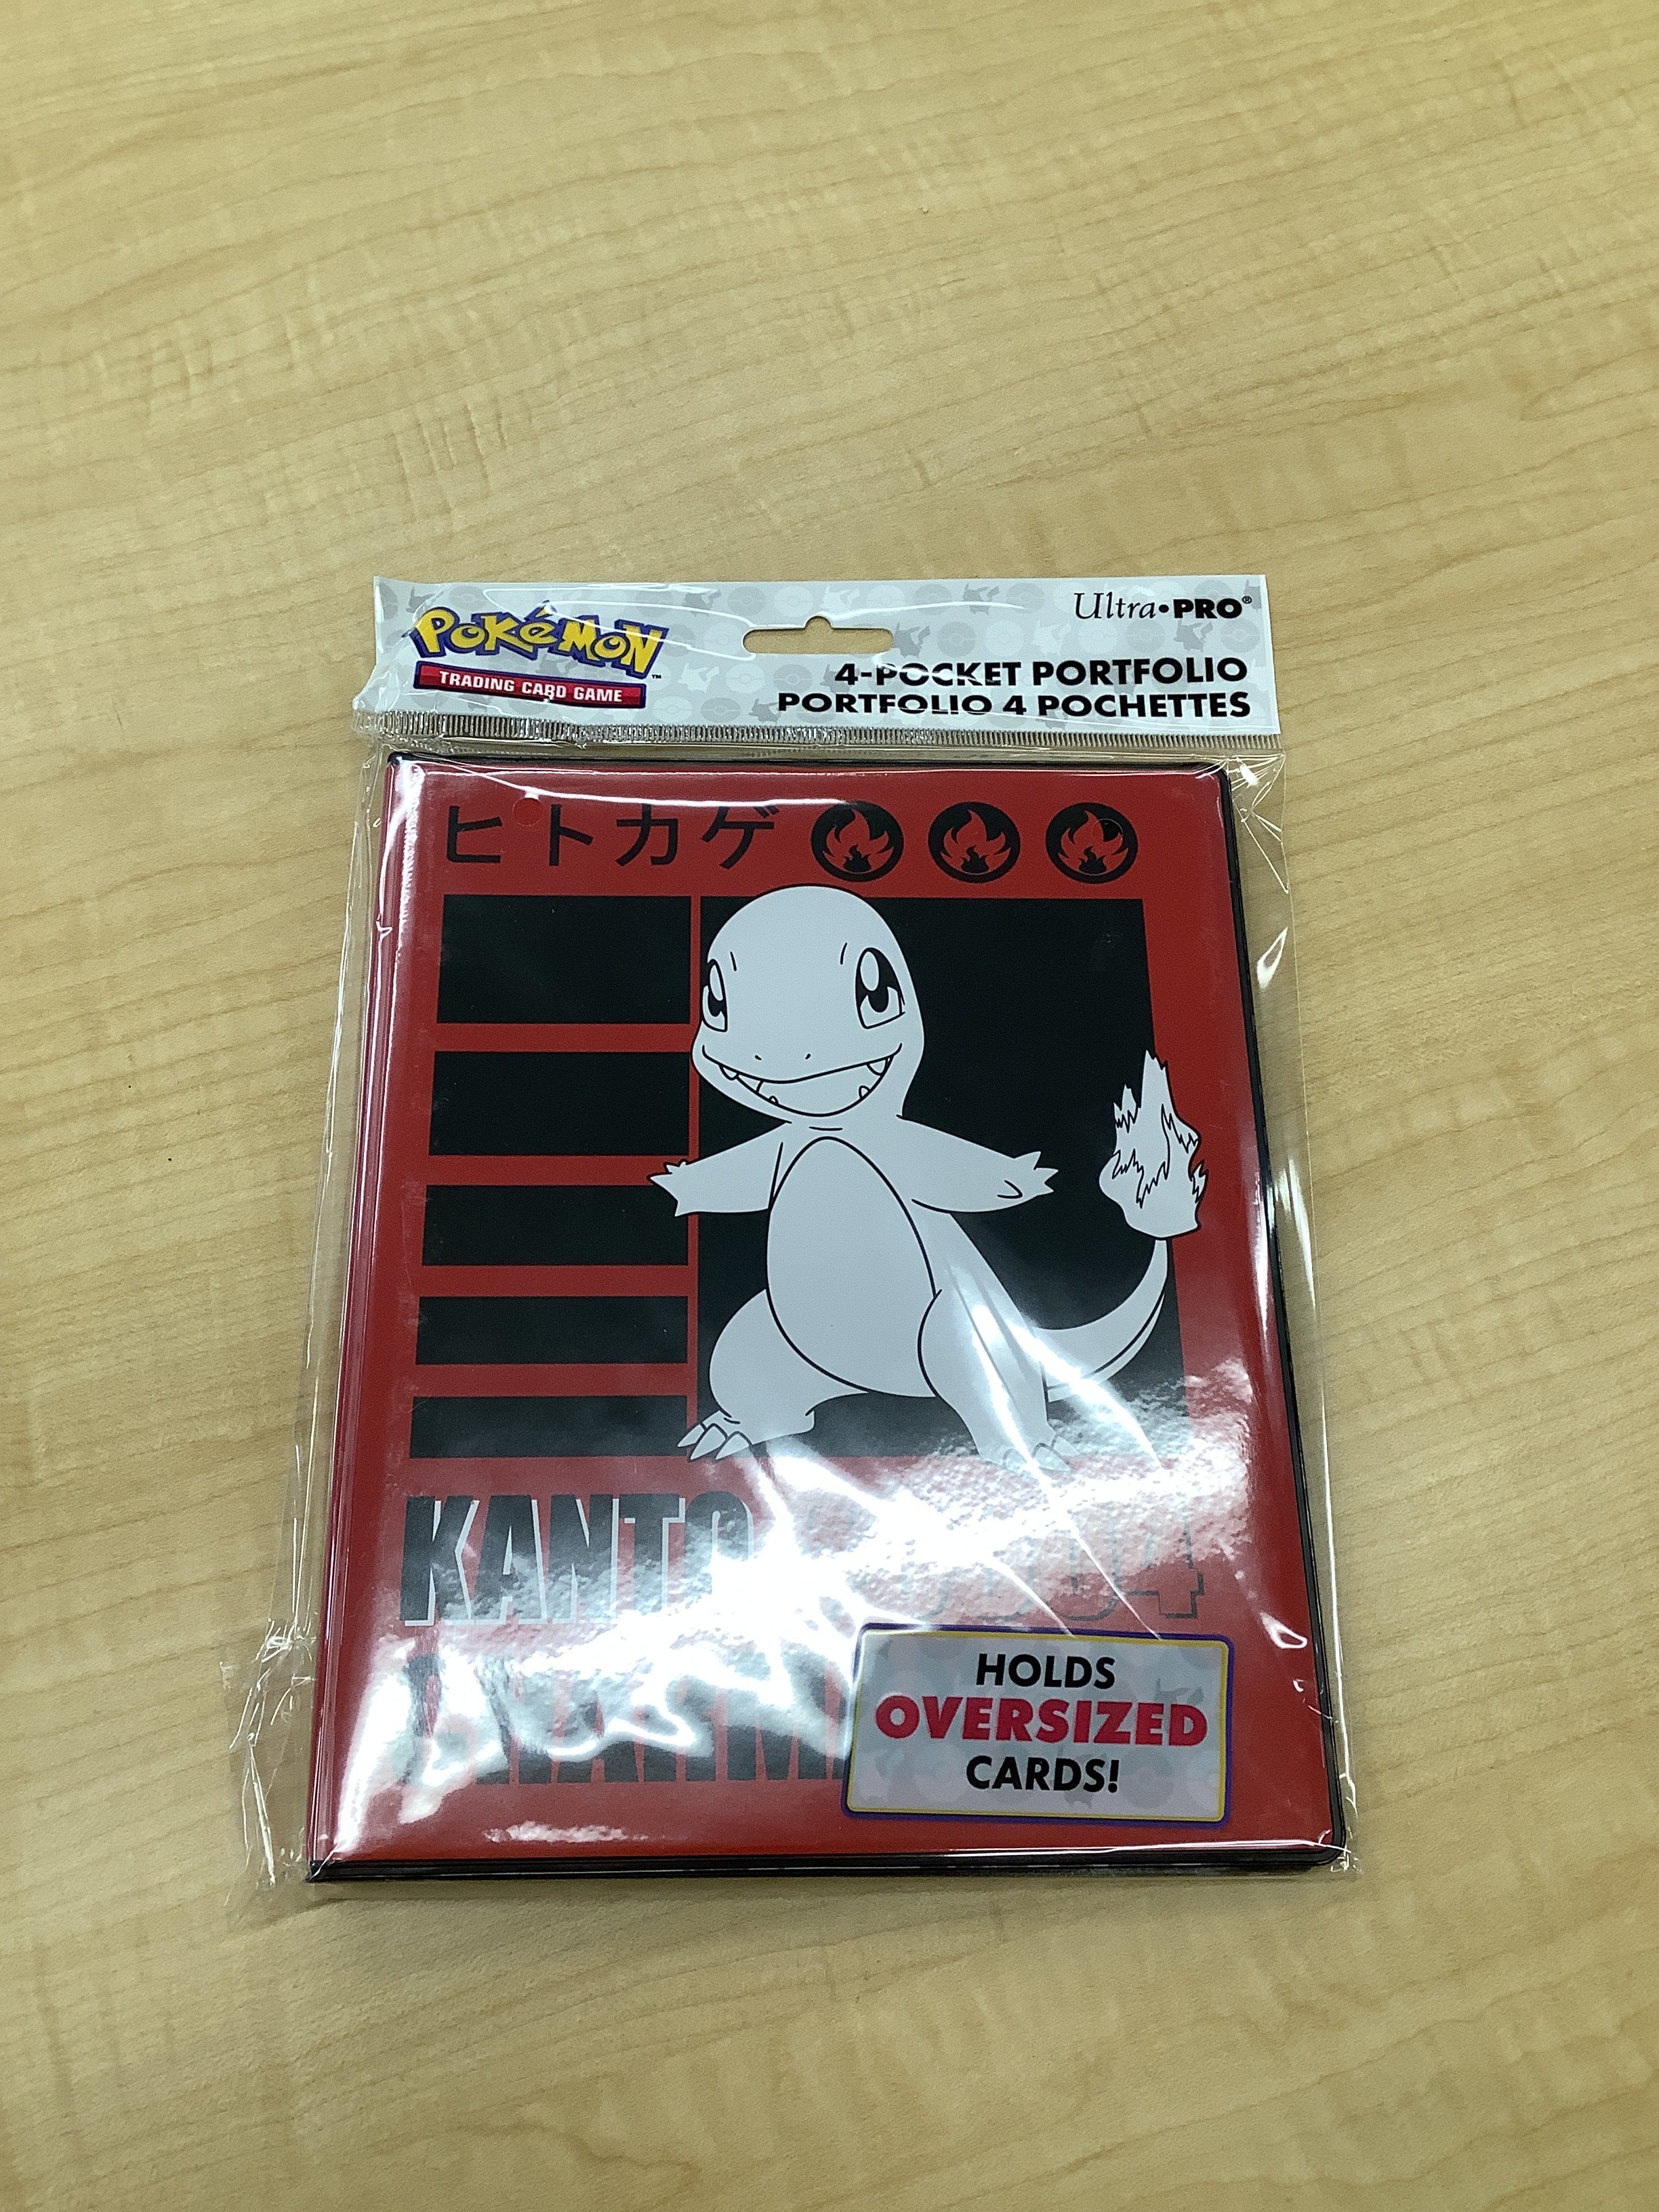 Pokémon™
TRADING CARD GAME
Ultra•PRO®
4-POCKET PORTFOLIO
PORTFOLIO 4 POCHETTES
ヒトカゲ
KANTO
HOLDS
OVERSIZED
CARDS!